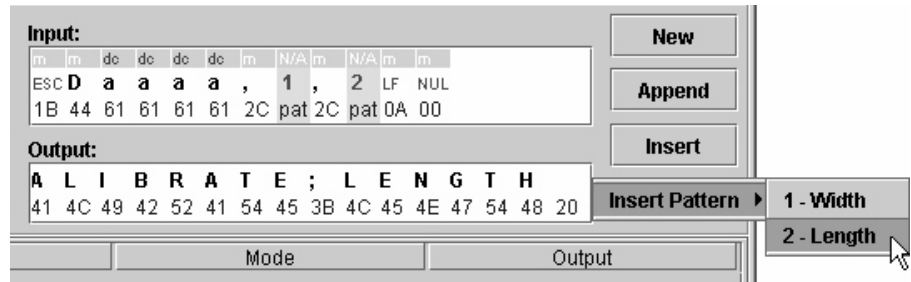 Input:
m m dc dc dc dc m N/A m N/A m m
ESC D a a a a , 1 , 2 LF NUL
1B 44 61 61 61 61 2C pat 2C pat 0A 00
New
Append
Insert
Output:
A L I B R A T E ; L E N G T H
41 4C 49 42 52 41 54 45 3B 4C 45 4E 47 54 48 20
Insert Pattern
1 - Width
2 - Length
Mode Output